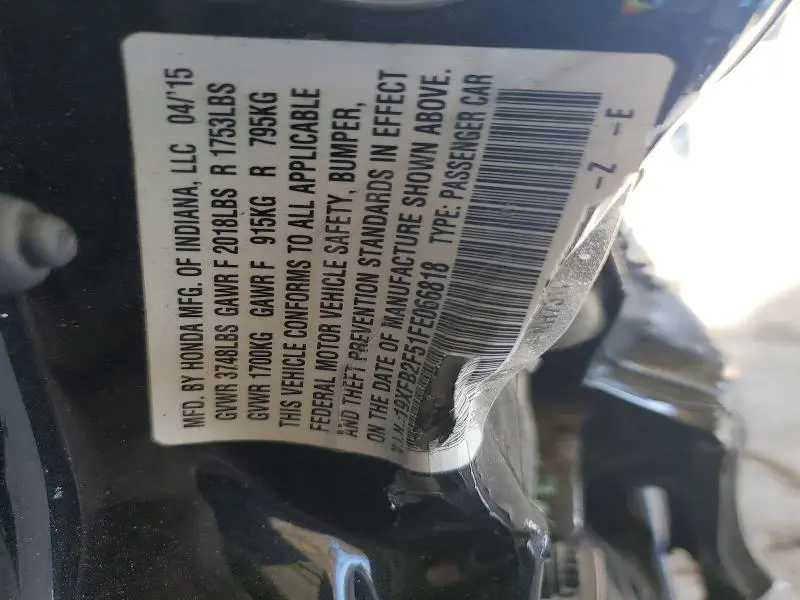 MFD. BY HONDA MFG. OF INDIANA, LLC 04/'15
GVWR 3748LBS GAWR F 2018LBS R 1753LBS
GVWR 1700KG GAWR F 915KG R 795KG
THIS VEHICLE CONFORMS TO ALL APPLICABLE
FEDERAL MOTOR VEHICLE SAFETY, BUMPER,
AND THEFT PREVENTION STANDARDS IN EFFECT
ON THE DATE OF MANUFACTURE SHOWN ABOVE.
V.I.N.:19XFB2F51FE066818 TYPE: PASSENGER CAR
-Z -E